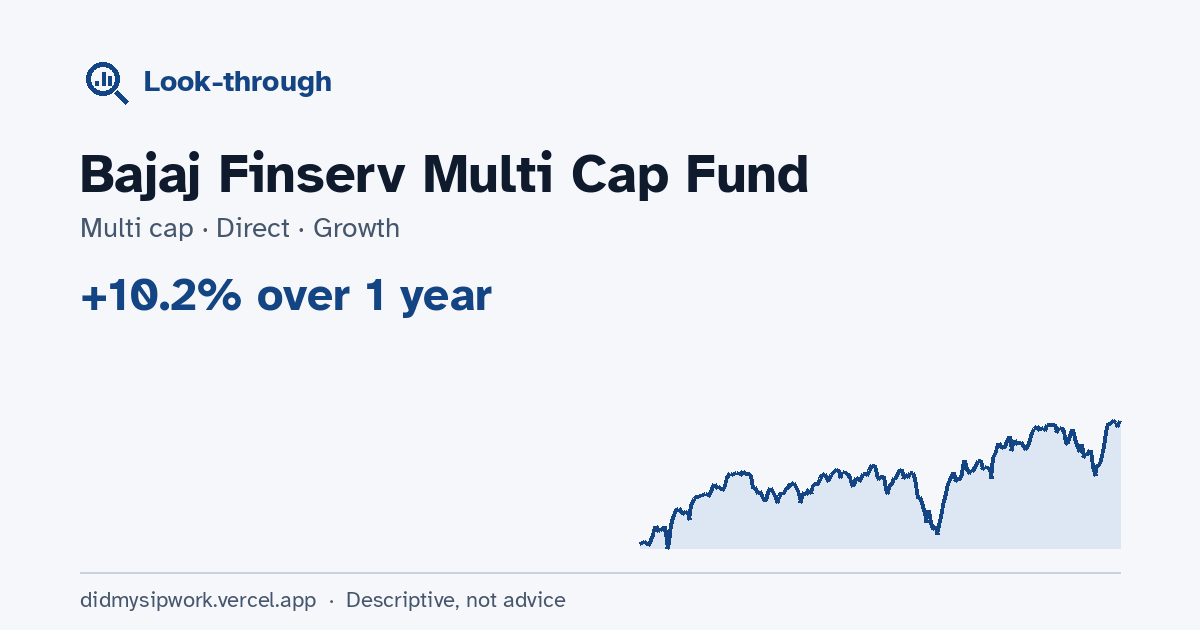 Look-through
Bajaj Finserv Multi Cap Fund
Multi cap · Direct · Growth
+10.2% over 1 year
didmysipwork.vercel.app · Descriptive, not advice